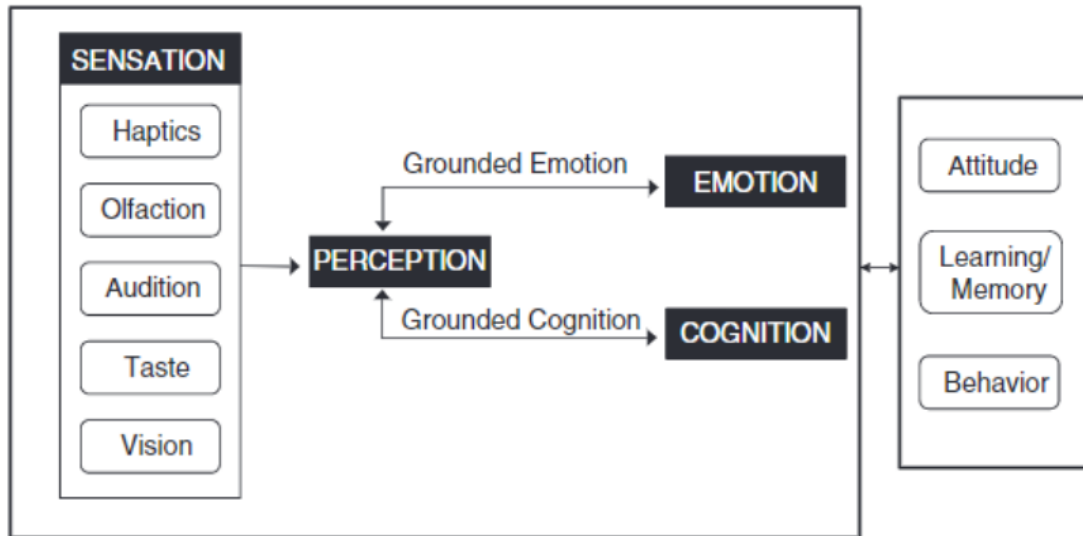 SENSATION
Haptics
Olfaction
Audition
Taste
Vision
PERCEPTION
Grounded Emotion
EMOTION
Grounded Cognition
COGNITION
Attitude
Learning/
Memory
Behavior